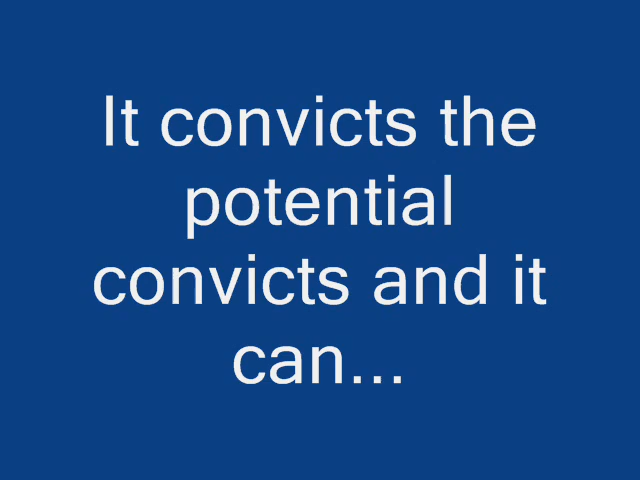 It convicts the
potential
convicts and it
can...